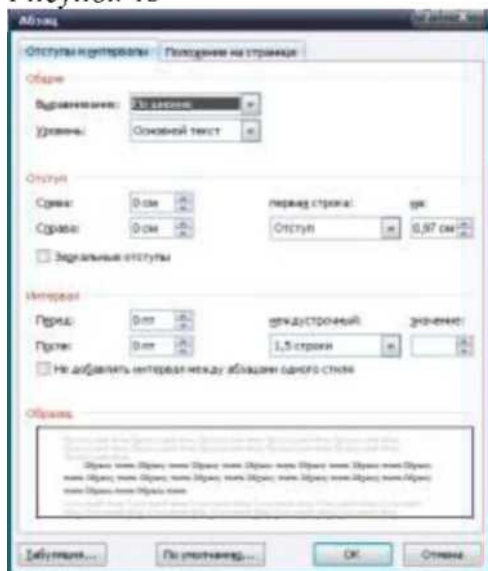 Рисунок
Абзац
Отступы и интервалы Положение на странице
Общие
Выравнивание: По ширине
Уровень: Основной текст
Отступ
Слева: 0 см первая строка: на:
Справа: 0 см Отступ 0,97 см
Зеркальные отступы
Интервал
Перед: 0 пт междустрочный: значение:
После: 0 пт 1,5 строки
Не добавлять интервал между абзацами одного стиля
Образец
Табуляция... По умолчанию... ОК Отмена